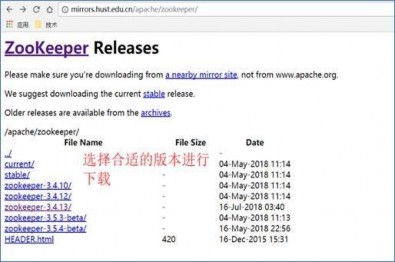 mirrors.hust.edu.cn/apache/zookeeper/
应用 百度 技术
ZooKeeper Releases
Please make sure you're downloading from a nearby mirror site, not from www.apache.org.
We suggest downloading the current stable release.
Older releases are available from the archives.
/apache/zookeeper/
File Name File Size Date
../ -
current/ - 04-May-2018 11:14
stable/ - 04-May-2018 11:14
zookeeper-3.4.10/ - 04-May-2018 11:14
zookeeper-3.4.12/ - 04-May-2018 11:14
zookeeper-3.4.13/ - 16-Jul-2018 03:40
zookeeper-3.5.3-beta/ - 04-May-2018 11:13
zookeeper-3.5.4-beta/ - 16-May-2018 22:56
HEADER.html 420 16-Dec-2015 15:31
选择合适的版本进行
下载